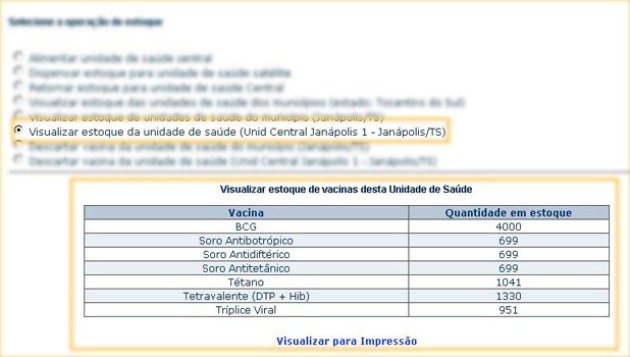 Selecione a operação de estoque
Alimentar unidade de saúde central
Dispensar estoque para unidade de saúde satélite
Retornar estoque para unidade de saúde Central
Visualizar estoque das unidades de saúde dos municípios (estado: Tocantins do Sul)
Visualizar estoque de unidades de saúde do município (Janápolis/TS)
Visualizar estoque da unidade de saúde (Unid Central Janápolis 1 - Janápolis/TS)
Descartar vacina da unidade de saúde do município (Janápolis/TS)
Descartar vacina da unidade de saúde (Unid Central Janápolis 1 - Janápolis/TS)
Visualizar estoque de vacinas desta Unidade de Saúde
Vacina Quantidade em estoque
BCG 4000
Soro Antibotrópico 699
Soro Antidiftérico 699
Soro Antitetânico 699
Tétano 1041
Tetravalente (DTP + Hib) 1330
Tríplice Viral 951
Visualizar para Impressão